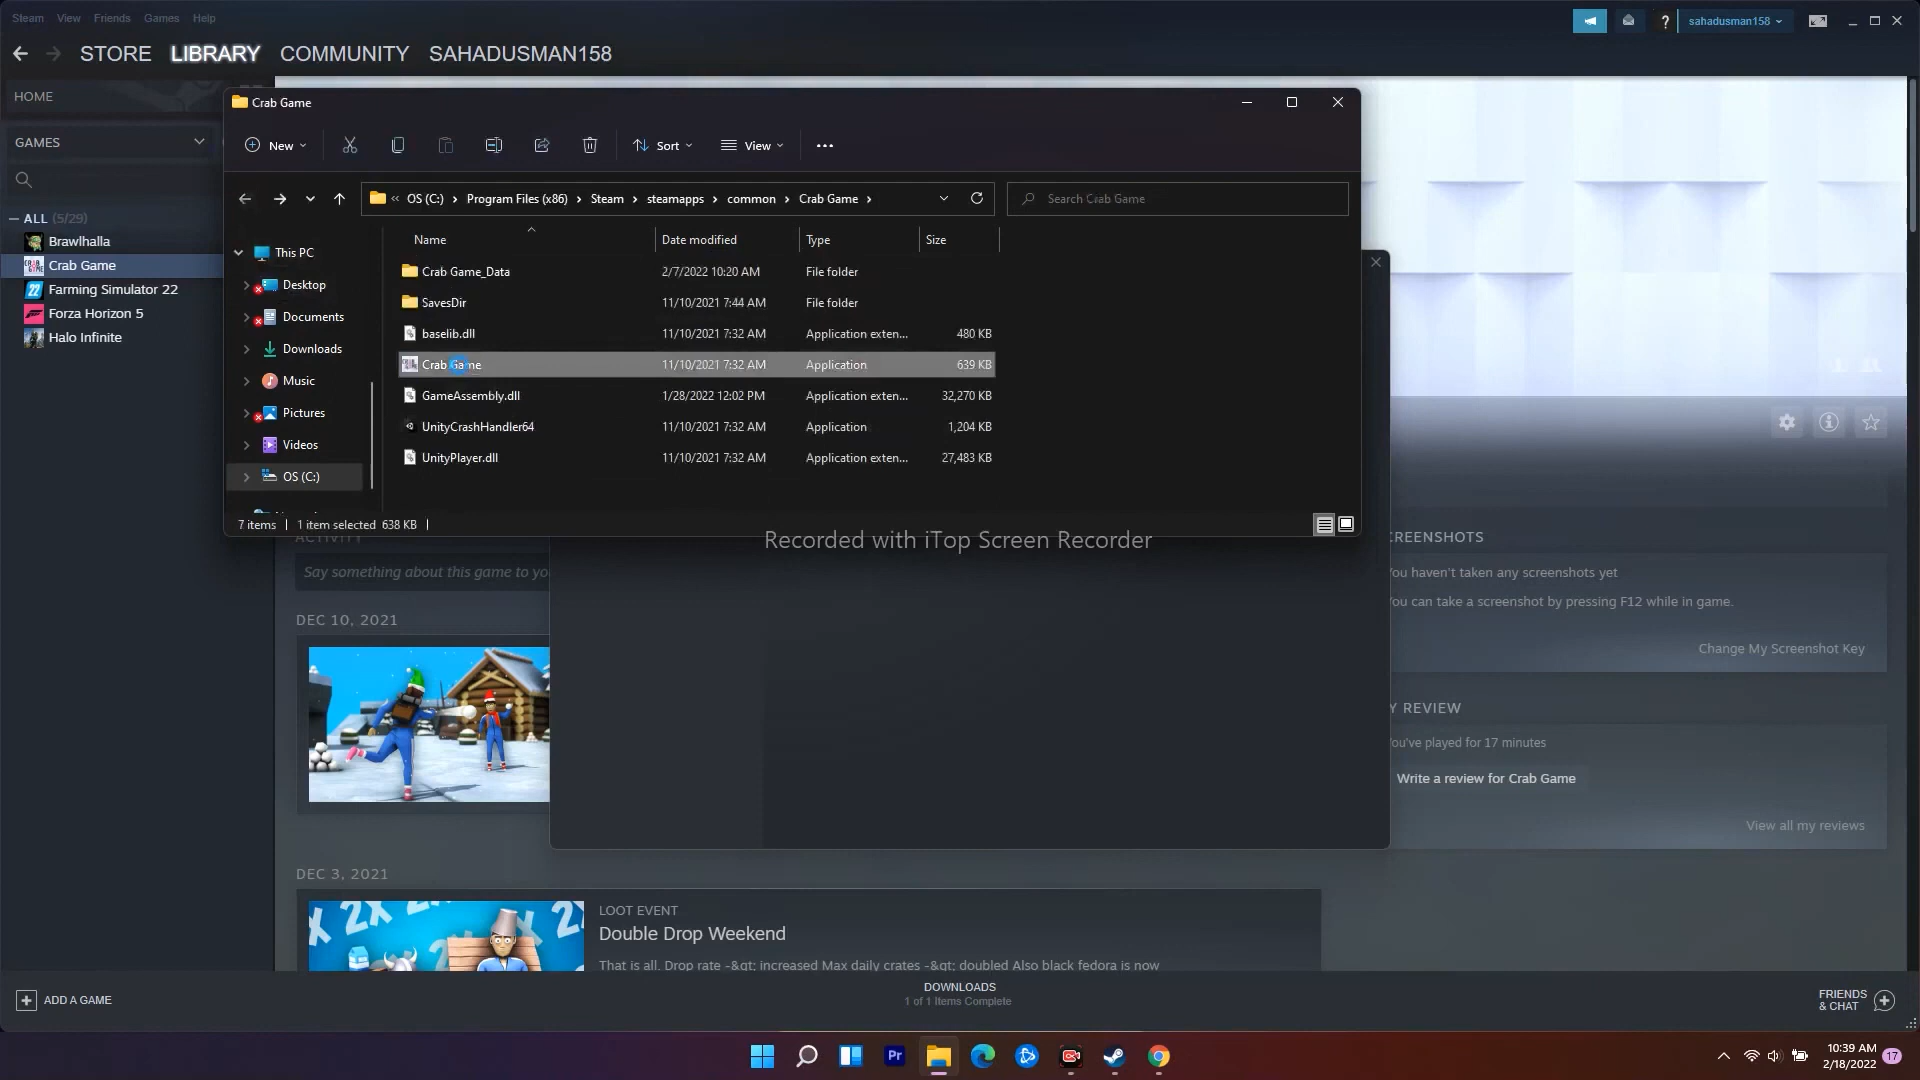 Steam View Friends Games Help
sahadusman158
STORE LIBRARY COMMUNITY SAHADUSMAN158
HOME
GAMES
ALL (5/29)
Brawlhalla
Crab Game
Farming Simulator 22
Forza Horizon 5
Halo Infinite
Crab Game
New Sort View
OS (C:) Program Files (x86) Steam steamapps common Crab Game
Search Crab Game
This PC
Desktop
Documents
Downloads
Music
Pictures
Videos
OS (C:)
Name Date modified Type Size
Crab Game_Data 2/7/2022 10:20 AM File folder
SavesDir 11/10/2021 7:44 AM File folder
baselib.dll 11/10/2021 7:32 AM Application exten... 480 KB
Crab Game 11/10/2021 7:32 AM Application 639 KB
GameAssembly.dll 1/28/2022 12:02 PM Application exten... 32,270 KB
UnityCrashHandler64 11/10/2021 7:32 AM Application 1,204 KB
UnityPlayer.dll 11/10/2021 7:32 AM Application exten... 27,483 KB
7 items 1 item selected 638 KB
Recorded with iTop Screen Recorder
ACTIVITY
Say something about this game to yo
DEC 10, 2021
DEC 3, 2021
2X 2X 2X
LOOT EVENT
Double Drop Weekend
That is all. Drop rate -&gt; increased Max daily crates -&gt; doubled Also black fedora is now
CREENSHOTS
ou haven't taken any screenshots yet
ou can take a screenshot by pressing F12 while in game.
Change My Screenshot Key
Y REVIEW
ou've played for 17 minutes
Write a review for Crab Game
View all my reviews
ADD A GAME
DOWNLOADS
1 of 1 Items Complete
FRIENDS
& CHAT
Pr
10:39 AM
2/18/2022
17